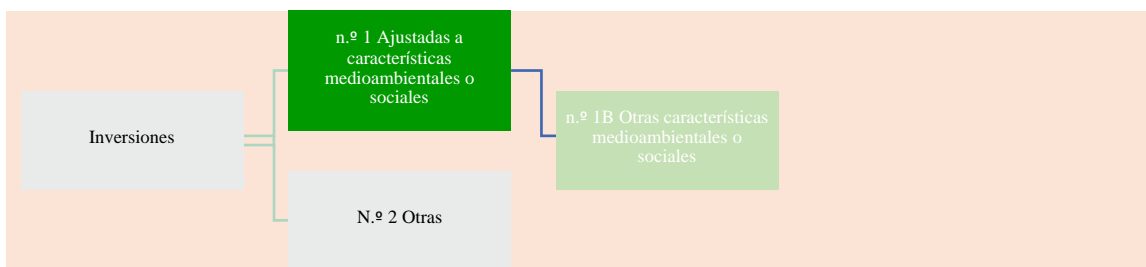 n.º 1 Ajustadas a
características
medioambientales o
sociales
Inversiones
n.º 1B Otras características
medioambientales o
sociales
N.º 2 Otras